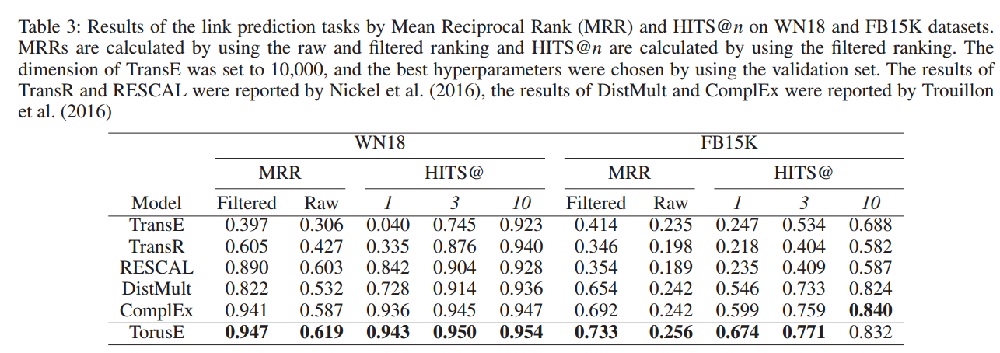 Table 3: Results of the link prediction tasks by Mean Reciprocal Rank (MRR) and HITS@n on WN18 and FB15K datasets.
MRRs are calculated by using the raw and filtered ranking and HITS@n are calculated by using the filtered ranking. The
dimension of TransE was set to 10,000, and the best hyperparameters were chosen by using the validation set. The results of
TransR and RESCAL were reported by Nickel et al. (2016), the results of DistMult and ComplEx were reported by Trouillon
et al. (2016)
WN18 FB15K
MRR HITS@ MRR HITS@
Model Filtered Raw 1 3 10 Filtered Raw 1 3 10
TransE 0.397 0.306 0.040 0.745 0.923 0.414 0.235 0.247 0.534 0.688
TransR 0.605 0.427 0.335 0.876 0.940 0.346 0.198 0.218 0.404 0.582
RESCAL 0.890 0.603 0.842 0.904 0.928 0.354 0.189 0.235 0.409 0.587
DistMult 0.822 0.532 0.728 0.914 0.936 0.654 0.242 0.546 0.733 0.824
ComplEx 0.941 0.587 0.936 0.945 0.947 0.692 0.242 0.599 0.759 0.840
TorusE 0.947 0.619 0.943 0.950 0.954 0.733 0.256 0.674 0.771 0.832